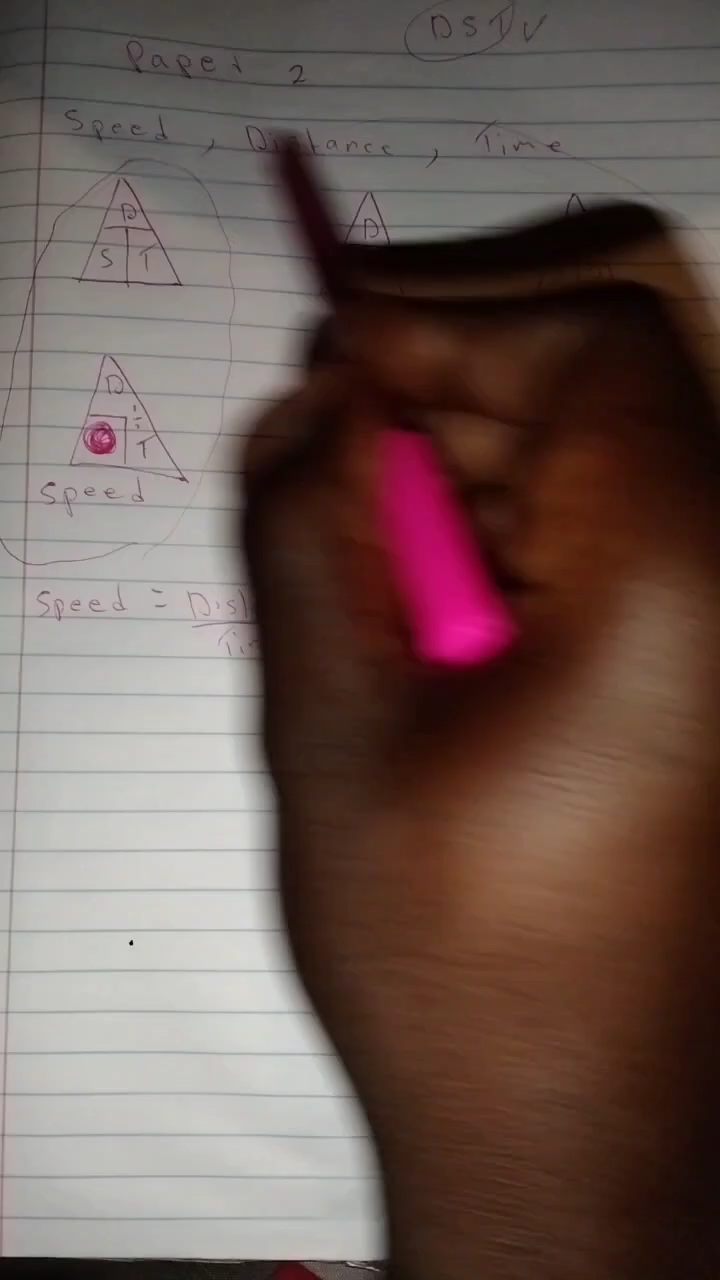 DSTV
Paper 2
Speed, Distance, Time
D
S T
D
D
÷
T
Speed
Speed =